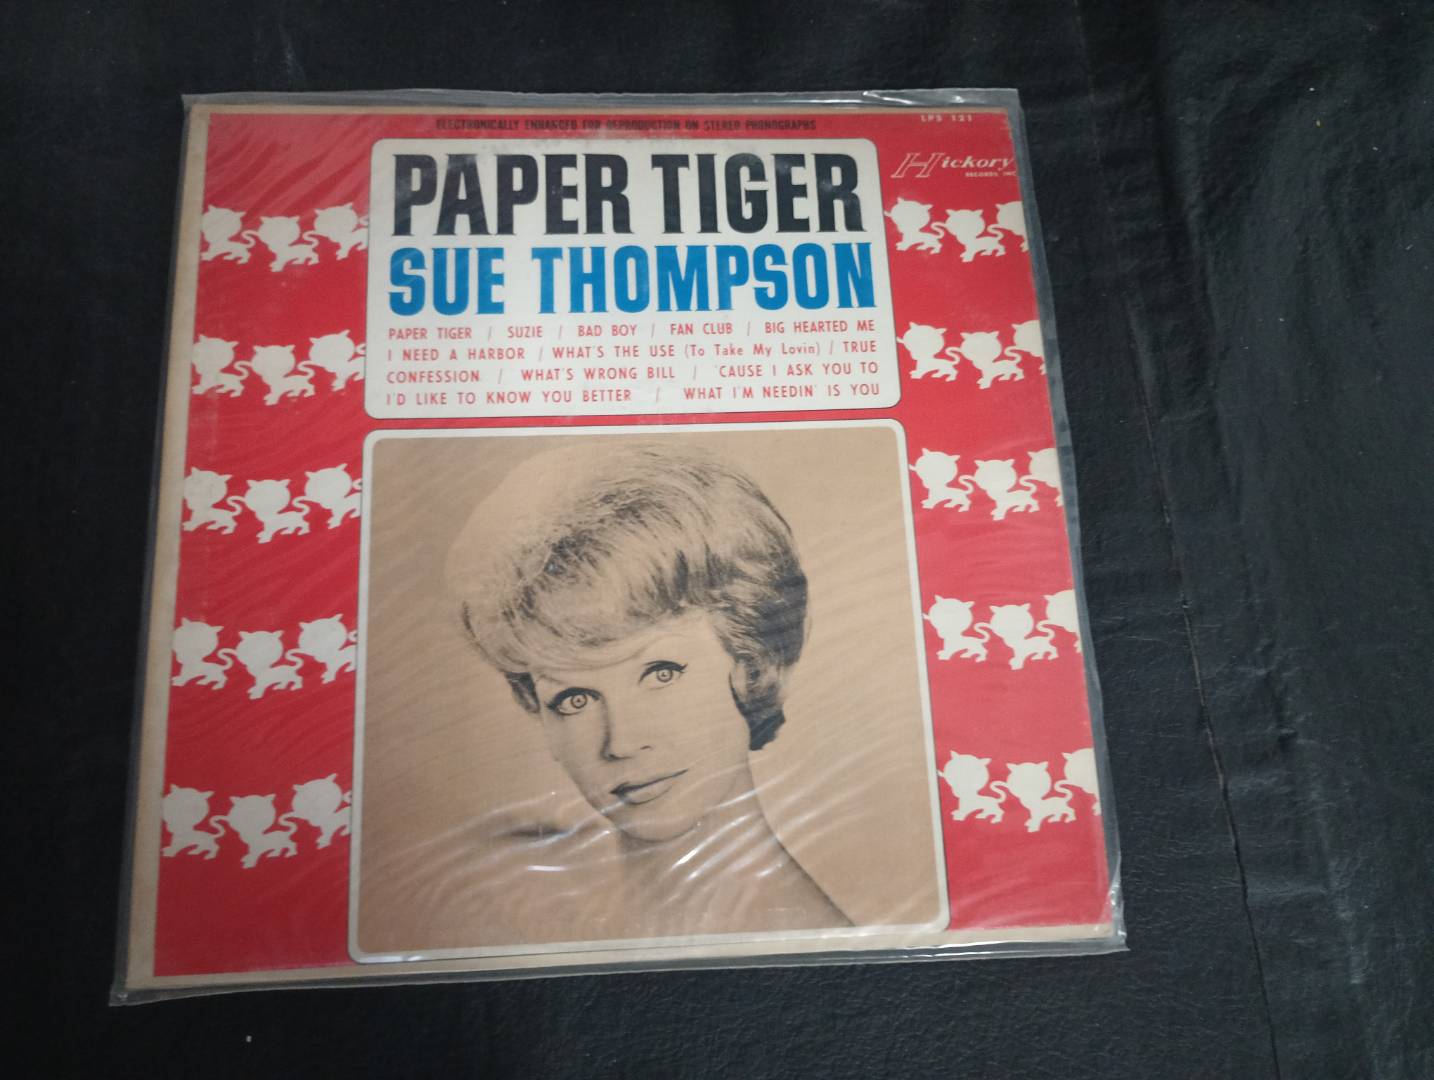 ELECTRONICALLY ENHANCED FOR REPRODUCTION ON STEREO PHONOGRAPHS
LPS 121
Hickory
RECORDS INC
PAPER TIGER
SUE THOMPSON
PAPER TIGER / SUZIE / BAD BOY / FAN CLUB / BIG HEARTED ME
I NEED A HARBOR / WHAT'S THE USE (To Take My Lovin) / TRUE
CONFESSION / WHAT'S WRONG BILL / 'CAUSE I ASK YOU TO
I'D LIKE TO KNOW YOU BETTER / WHAT I'M NEEDIN' IS YOU